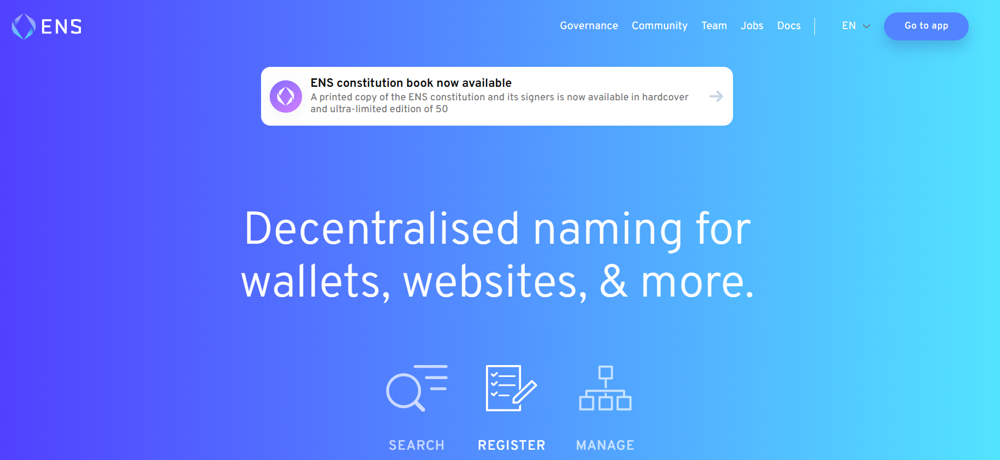 ENS
Governance Community Team Jobs Docs EN Go to app
ENS constitution book now available
A printed copy of the ENS constitution and its signers is now available in hardcover
and ultra-limited edition of 50
Decentralised naming for
wallets, websites, & more.
SEARCH REGISTER MANAGE